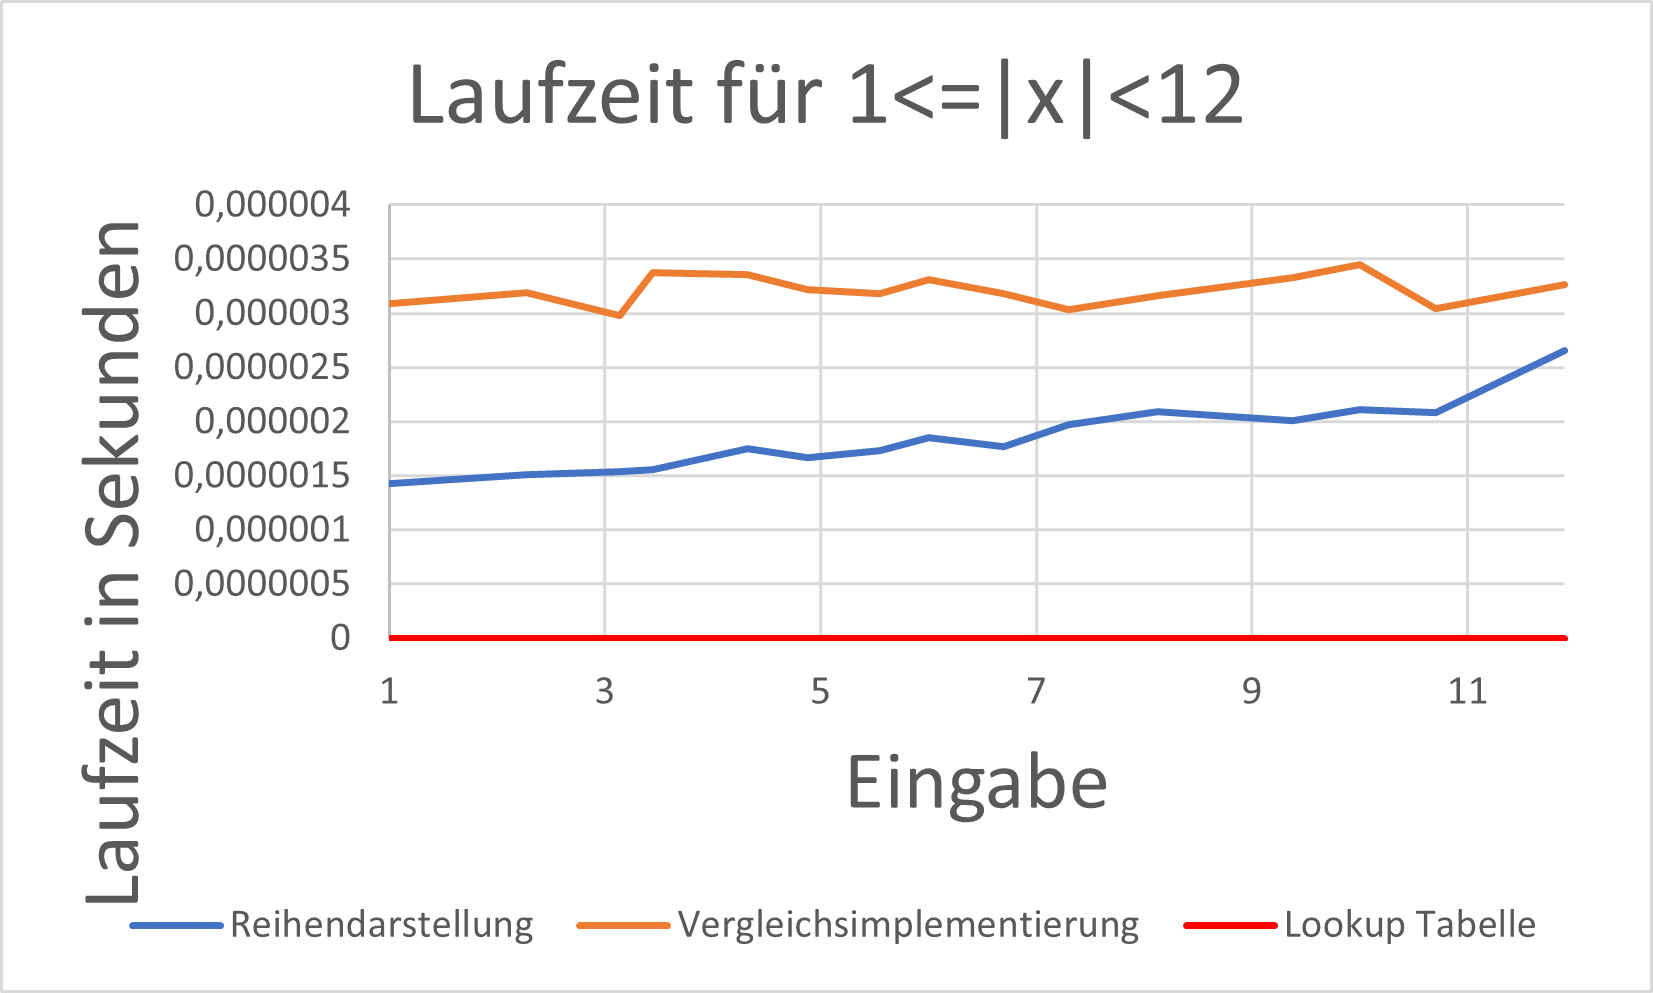 Laufzeit für 1<=|x|<12
Laufzeit in Sekunden
0,000004
0,0000035
0,000003
0,0000025
0,000002
0,0000015
0,000001
0,0000005
0
1 3 5 7 9 11
Eingabe
Reihendarstellung Vergleichsimplementierung Lookup Tabelle